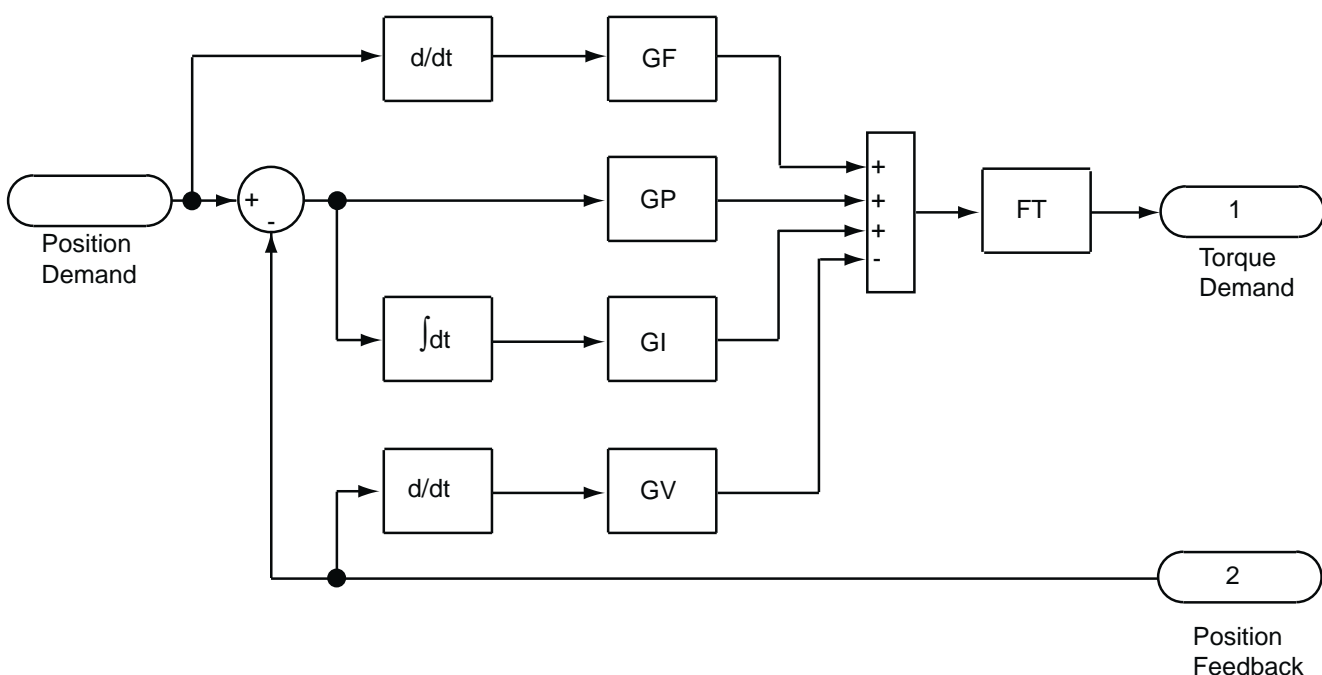 d/dt
GF
+
+
-
GP
+
+
+
-
FT
1
Position
Demand
Torque
Demand
∫dt
GI
d/dt
GV
2
Position
Feedback